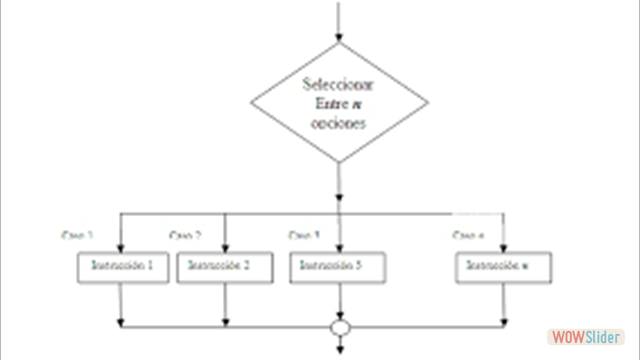 Seleccionar
Entre n
opciones
Caso 1
Caso 2
Caso 3
Caso n
Instrucción 1
Instrucción 2
Instrucción 3
Instrucción n
WOWSlider